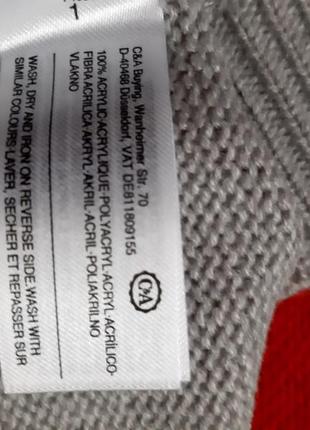 C&A Buying, Wanheimer Str. 70
D-40468 Düsseldorf, VAT DE811809155
100% ACRYLIC-ACRYLIQUE-POLYACRYL-ACRYL-ACRÍLICO-
FIBRA ACRILICA-AKRYL-AKRIL-ACRIL-POLIAKRILNO
VLAKNO
C&A
WASH, DRY AND IRON ON REVERSE SIDE-WASH WITH
SIMILAR COLOURS-LAVER, SECHER ET REPASSER SUR